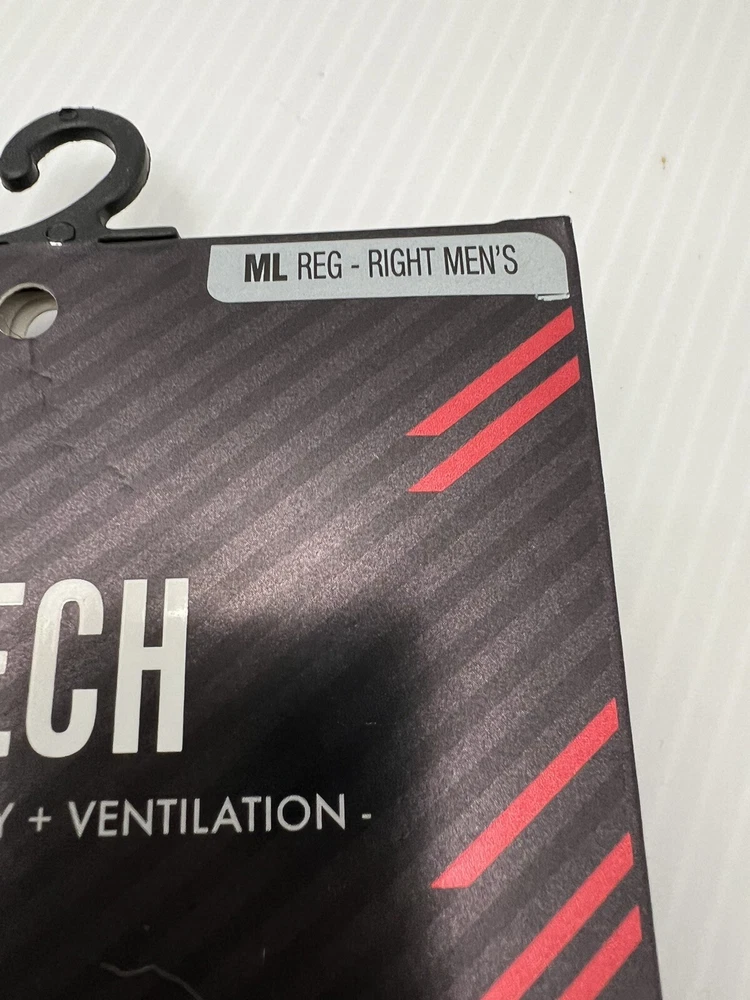 ML REG - RIGHT MEN'S
ECH
Y + VENTILATION -